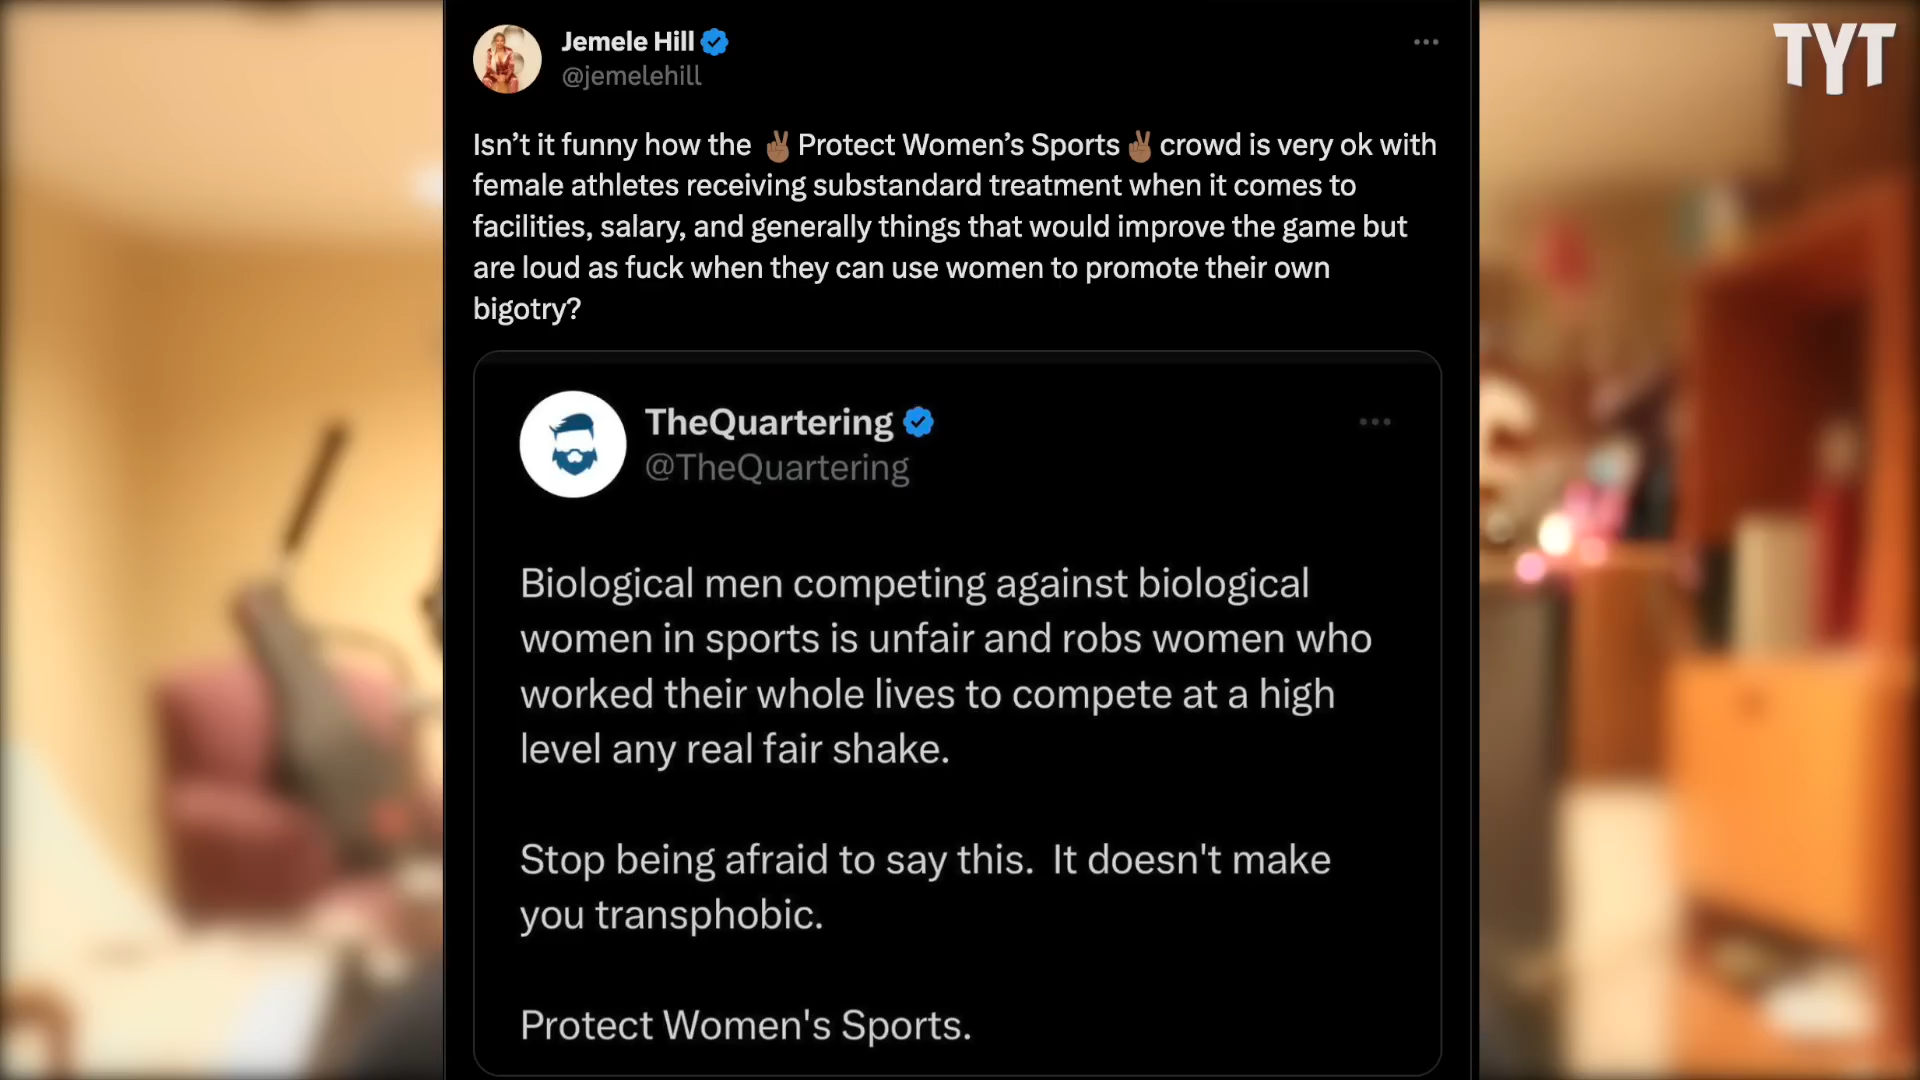 TYT
Jemele Hill
@jemelehill
Isn’t it funny how the ✌🏾Protect Women’s Sports✌🏾crowd is very ok with
female athletes receiving substandard treatment when it comes to
facilities, salary, and generally things that would improve the game but
are loud as fuck when they can use women to promote their own
bigotry?
TheQuartering
@TheQuartering
Biological men competing against biological
women in sports is unfair and robs women who
worked their whole lives to compete at a high
level any real fair shake.
Stop being afraid to say this.  It doesn't make
you transphobic.
Protect Women's Sports.